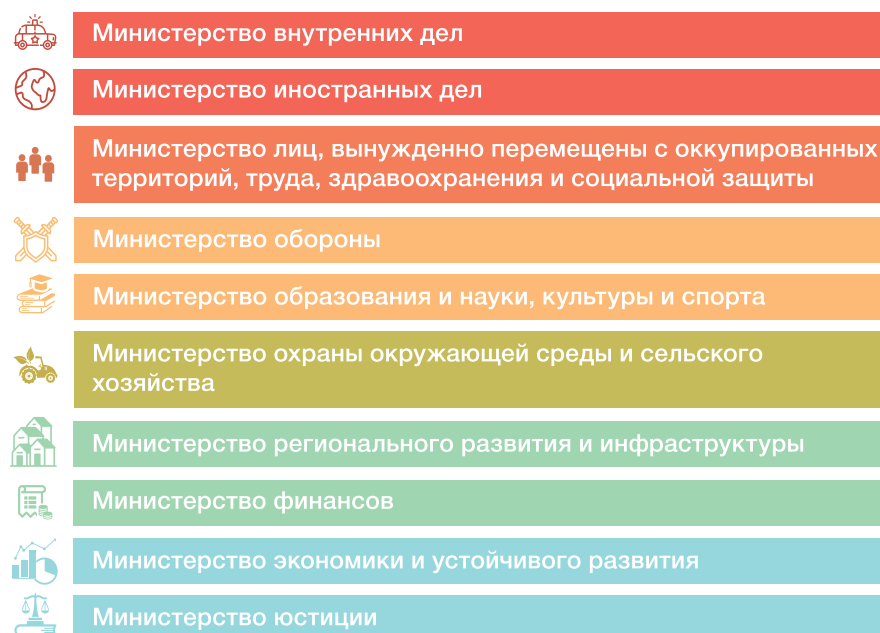 Министерство внутренних дел
Министерство иностранных дел
Министерство лиц, вынужденно перемещены с оккупированных
территорий, труда, здравоохранения и социальной защиты
Министерство обороны
Министерство образования и науки, культуры и спорта
Министерство охраны окружающей среды и сельского
хозяйства
Министерство регионального развития и инфраструктуры
Министерство финансов
Министерство экономики и устойчивого развития
Министерство юстиции